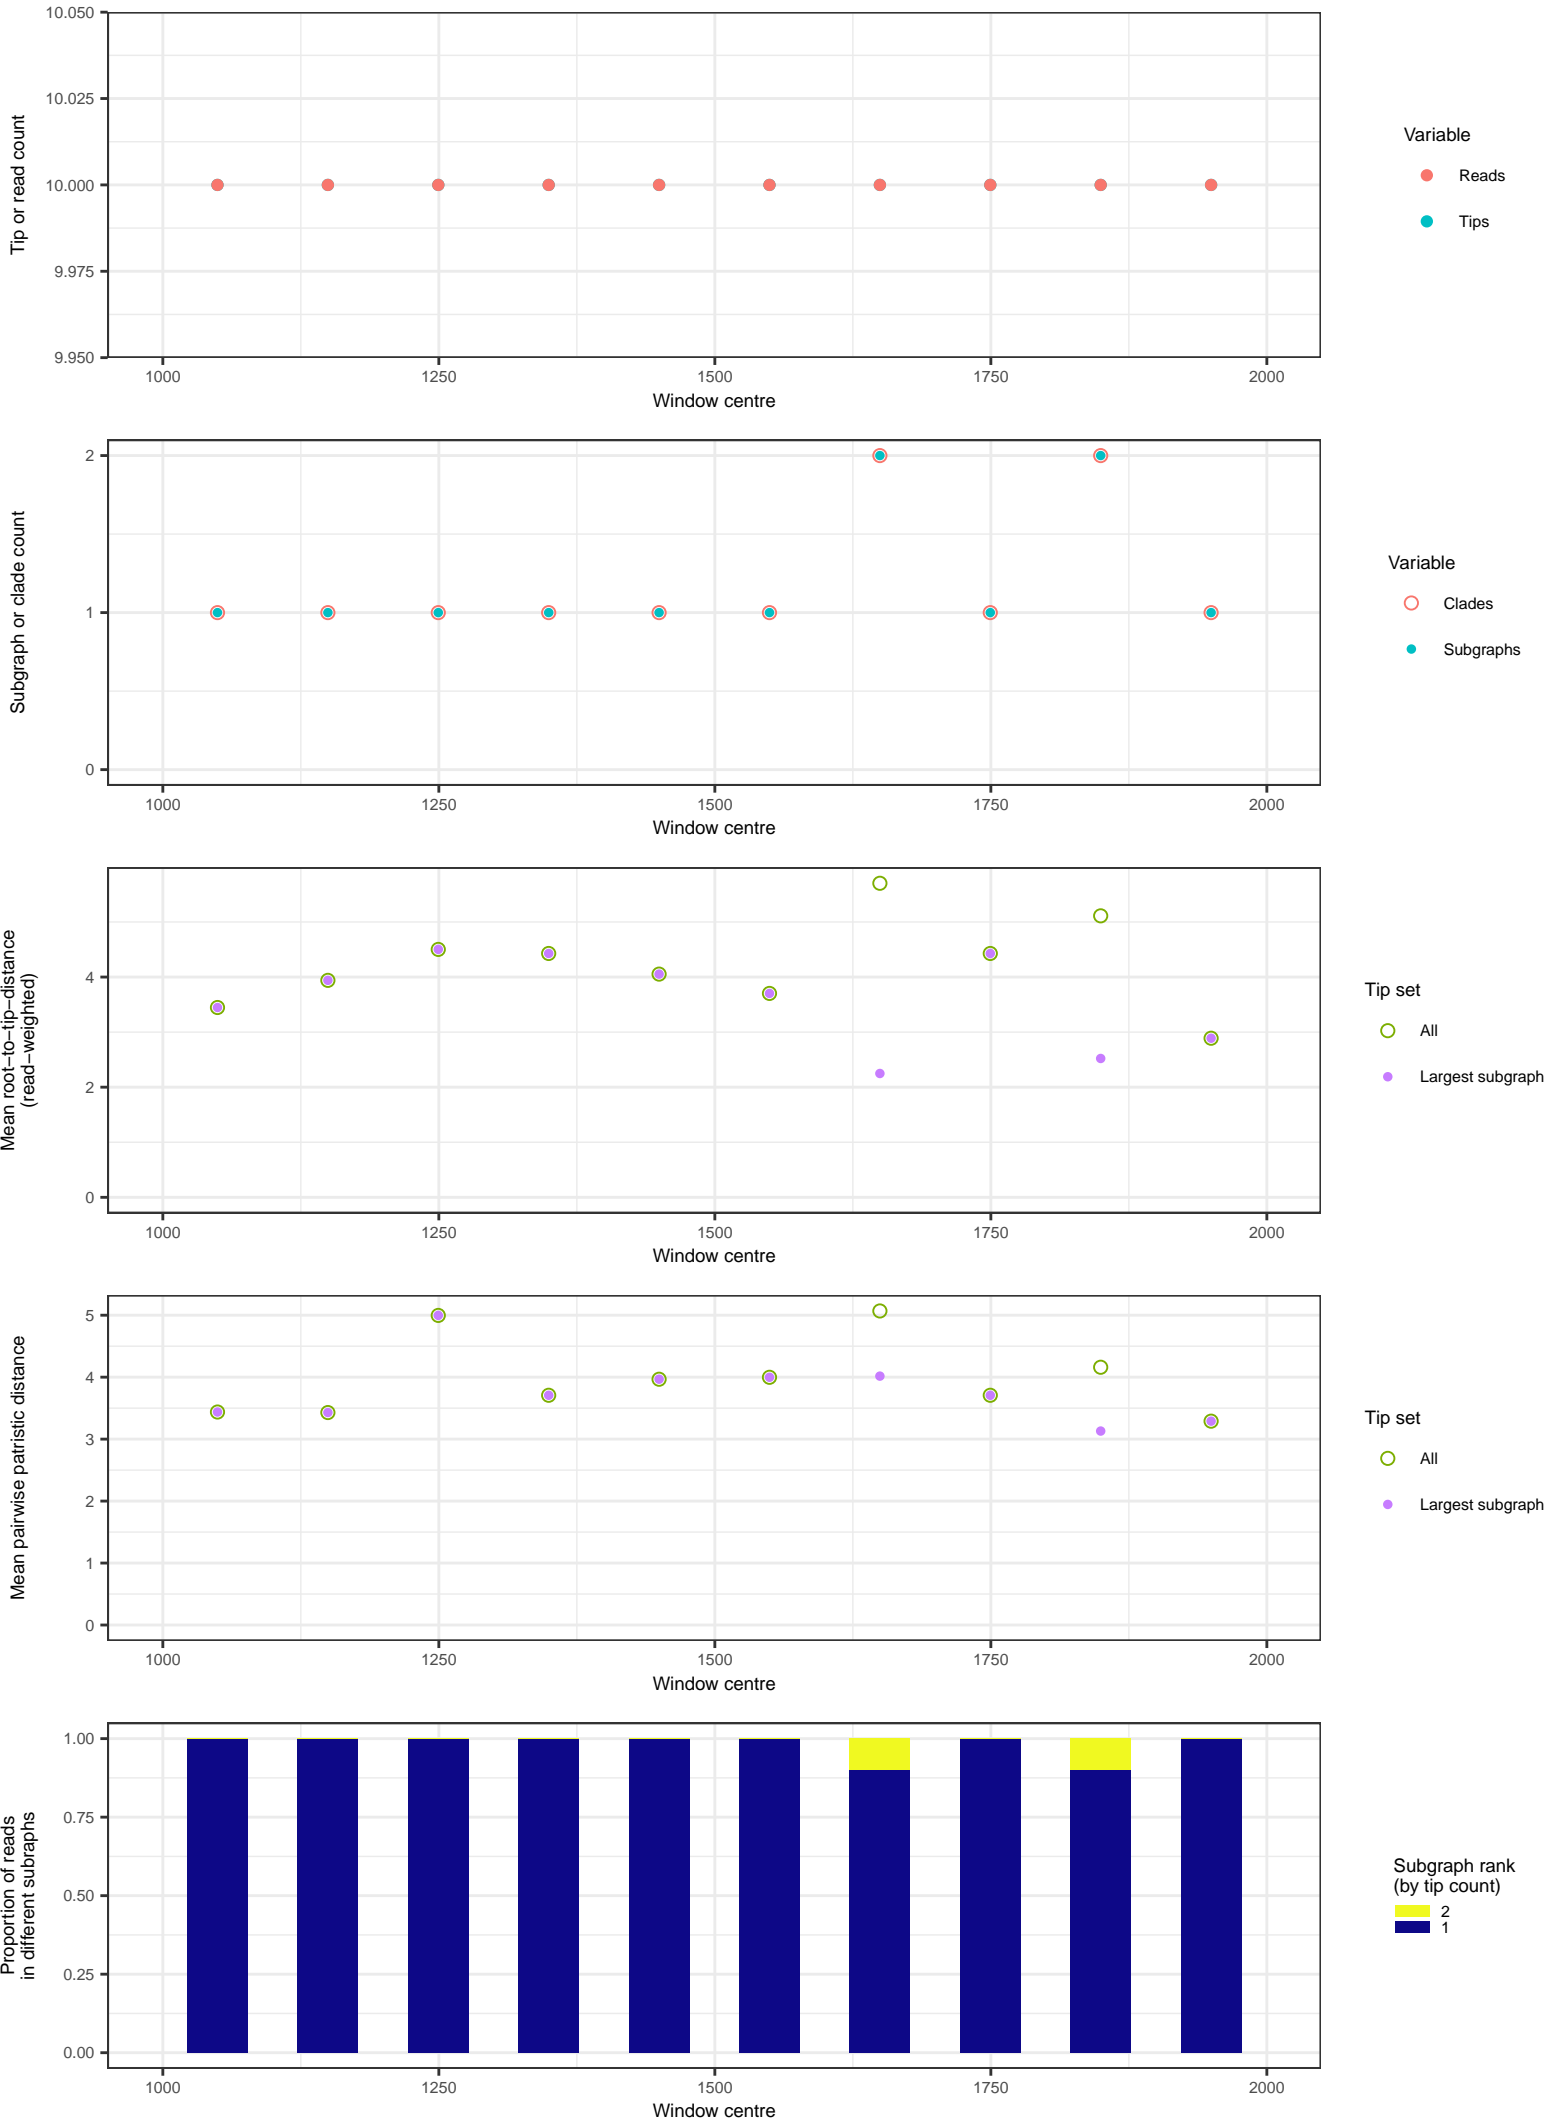 10.050
10.025
10.000
9.975
9.950
Tip or read count
1000 1250 1500 1750 2000
Window centre
Variable
Reads
Tips
2
1
0
Subgraph or clade count
1000 1250 1500 1750 2000
Window centre
Variable
Clades
Subgraphs
4
2
0
Mean root−to−tip−distance
(read−weighted)
1000 1250 1500 1750 2000
Window centre
Tip set
All
Largest subgraph
5
4
3
2
1
0
Mean pairwise patristic distance
1000 1250 1500 1750 2000
Window centre
Tip set
All
Largest subgraph
1.00
0.75
0.50
0.25
0.00
Proportion of reads
in different subraphs
1000 1250 1500 1750 2000
Window centre
Subgraph rank
(by tip count)
2
1